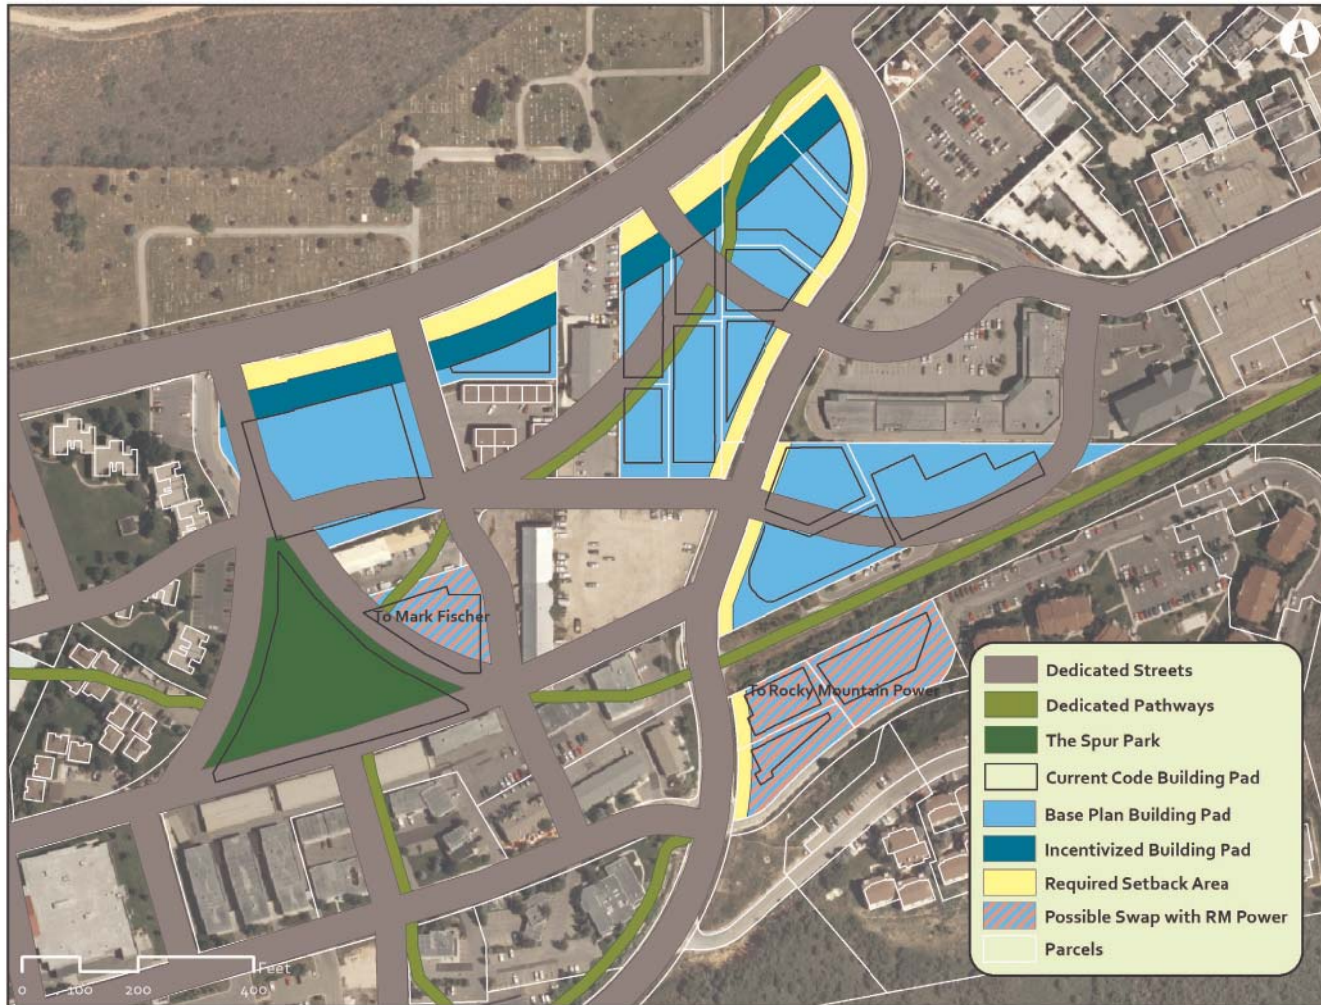 To Mark Fischer
To Rocky Mountain Power
Dedicated Streets
Dedicated Pathways
The Spur Park
Current Code Building Pad
Base Plan Building Pad
Incentivized Building Pad
Required Setback Area
Possible Swap with RM Power
Parcels
Feet
0 100 200 400